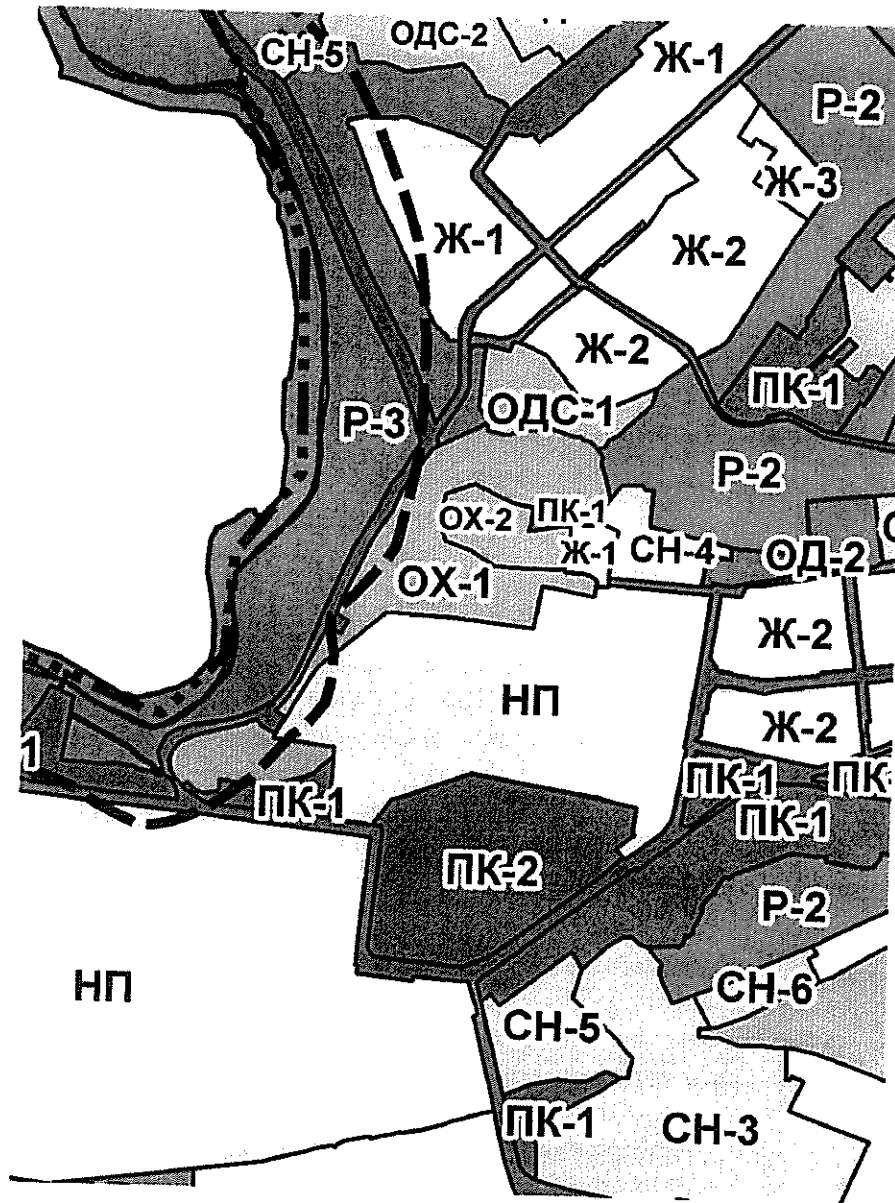 ОДС-2
СН-5
Ж-1
Р-2
Ж-3
Ж-1
Ж-2
Ж-2
ПК-1
Р-3
ОДС-1
Р-2
ОХ-2
ПК-1
Ж-1
СН-4
ОД-2
ОХ-1
Ж-2
НП
Ж-2
1
ПК-1
ПК-1
ПК-
ПК-1
ПК-2
Р-2
НП
СН-6
СН-5
ПК-1
СН-3